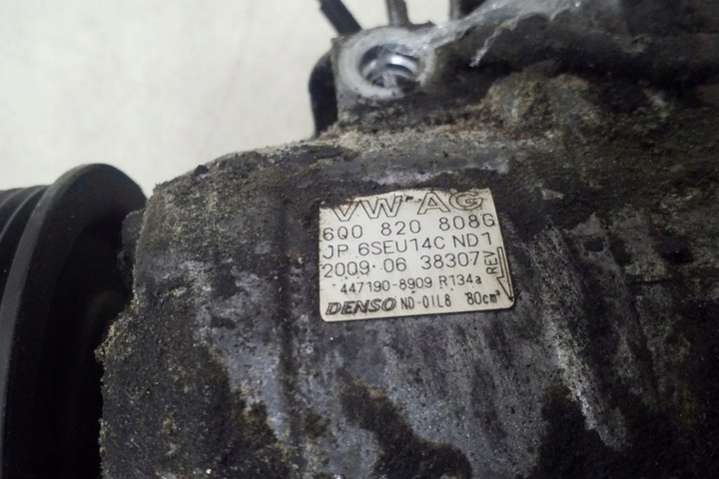 VW AG
6Q0 820 808G
JP 6SEU14C ND1
2009·06 38307
REV
447190-8909 R134a
DENSO ND-OIL8 80cm³